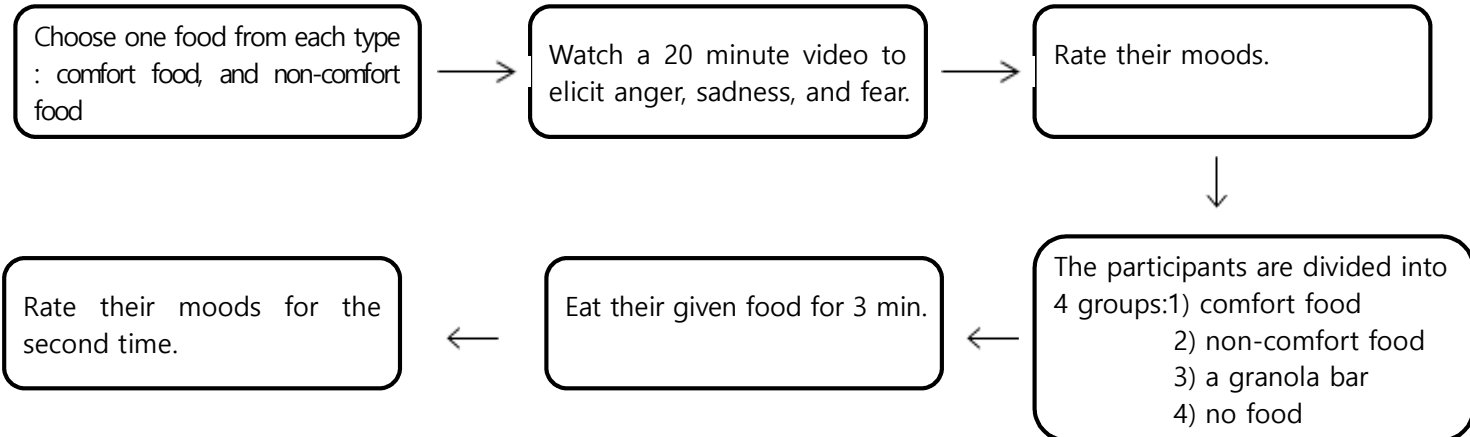 Choose one food from each type
: comfort food, and non-comfort
food
Watch a 20 minute video to
elicit anger, sadness, and fear.
Rate their moods.
The participants are divided into
4 groups:1) comfort food
2) non-comfort food
3) a granola bar
4) no food
Eat their given food for 3 min.
Rate their moods for the
second time.